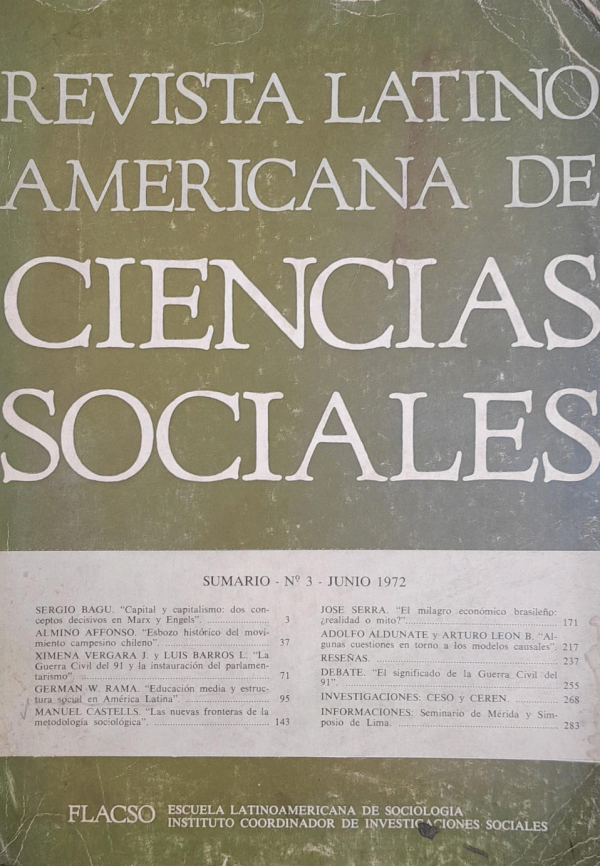 REVISTA LATINO
AMERICANA DE
CIENCIAS
SOCIALES
SUMARIO - Nº 3 - JUNIO 1972
SERGIO BAGU. "Capital y capitalismo: dos con-
ceptos decisivos en Marx y Engels". 3
ALMINO AFFONSO. "Esbozo histórico del movi-
miento campesino chileno". 37
XIMENA VERGARA J. y LUIS BARROS L. "La
Guerra Civil del 91 y la instauración del parlamen-
tarismo" 71
GERMAN W. RAMA. "Educación media y estruc-
tura social en América Latina". 95
MANUEL CASTELLS. "Las nuevas fronteras de la
metodología sociológica". 143
JOSE SERRA. "El milagro económico brasileño:
¿realidad o mito?". 171
ADOLFO ALDUNATE y ARTURO LEON B. "Al-
gunas cuestiones en torno a los modelos causales". 217
RESEÑAS. 237
DEBATE. "El significado de la Guerra Civil del
91". 255
INVESTIGACIONES: CESO y CEREN. 268
INFORMACIONES: Seminario de Mérida y Sim-
posio de Lima. 283
FLACSO ESCUELA LATINOAMERICANA DE SOCIOLOGIA
INSTITUTO COORDINADOR DE INVESTIGACIONES SOCIALES